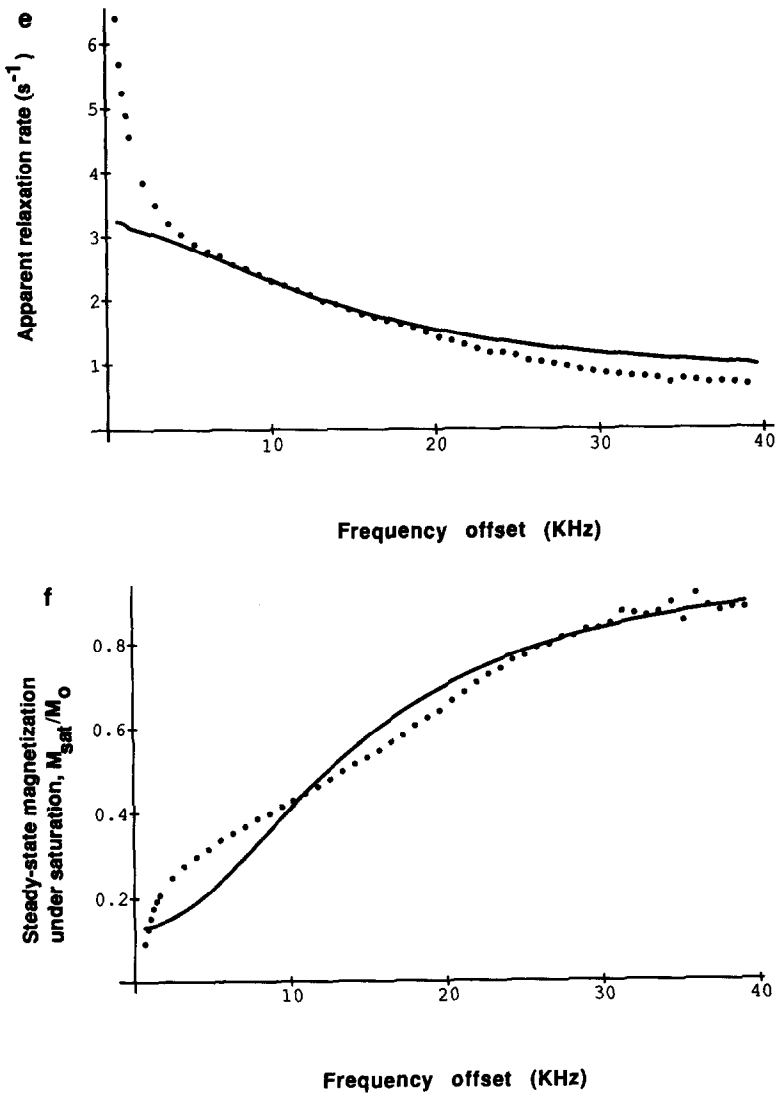 e
Apparent relaxation rate (s-1)
6
5
4
3
2
1
10
20
30
40
Frequency offset (KHz)
f
Steady-state magnetization
under saturation, Msat/Mo
0.8
0.6
0.4
0.2
10
20
30
40
Frequency offset (KHz)